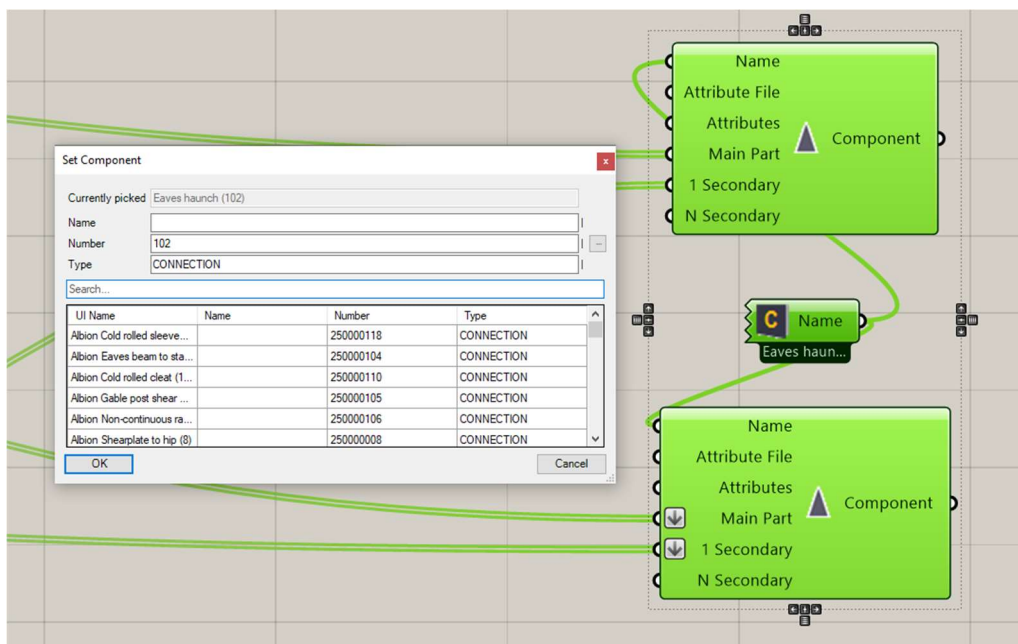 Set Component
x
Currently picked Eaves haunch (102)
Name
Number 102
...
Type CONNECTION
Search...
UI Name Name Number Type
Albion Cold rolled sleeve... 250000118 CONNECTION
Albion Eaves beam to sta... 250000104 CONNECTION
Albion Cold rolled cleat (1... 250000110 CONNECTION
Albion Gable post shear ... 250000105 CONNECTION
Albion Non-continuous ra... 250000106 CONNECTION
Albion Shearplate to hip (8) 250000008 CONNECTION
OK Cancel
Name
Attribute File
Attributes
Main Part
1 Secondary
N Secondary
Component
C Name
Eaves haun...
Name
Attribute File
Attributes
Main Part
1 Secondary
N Secondary
Component